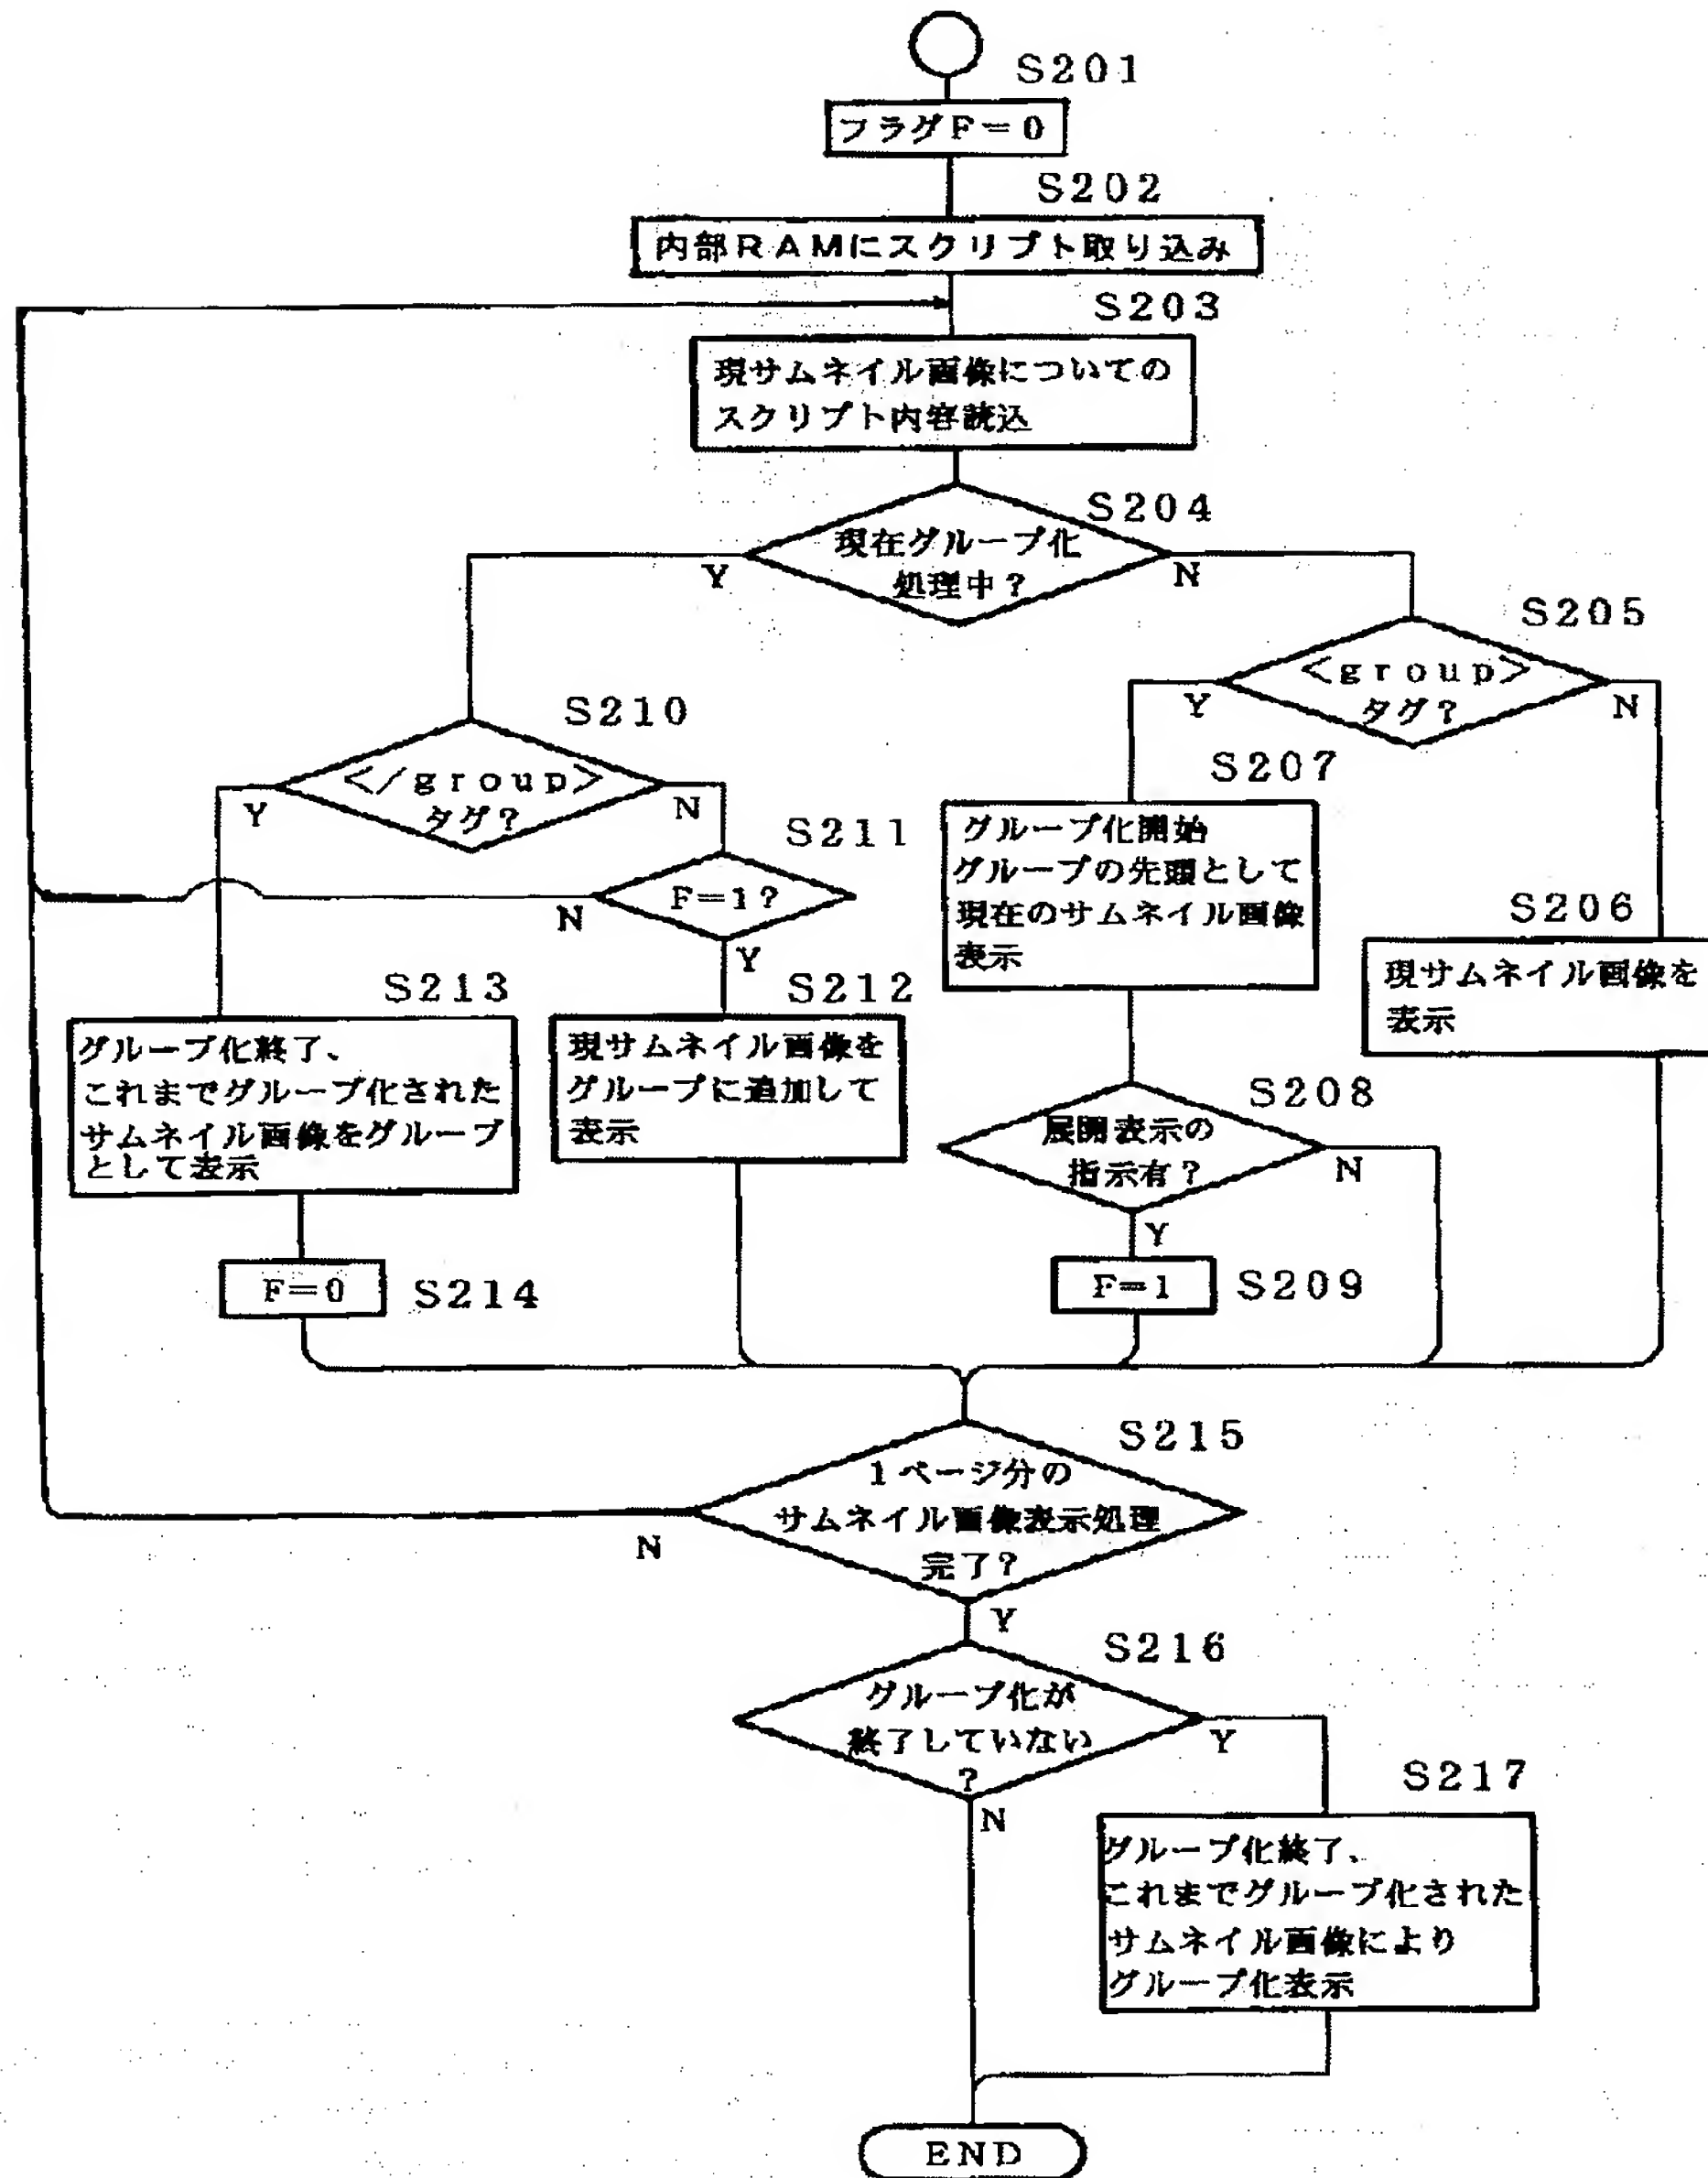 S201
フラグF=0
S202
内部RAMにスクリプト取り込み
S203
現サムネイル画像についての
スクリプト内容読込
S204
現在グループ化
処理中?
Y
N
S205
<group>
タグ?
Y
N
S210
</group>
タグ?
Y
N
S207
グループ化開始
グループの先頭として
現在のサムネイル画像
表示
S211
F=1?
N
Y
S206
現サムネイル画像を
表示
S213
グループ化終了、
これまでグループ化された
サムネイル画像をグループ
として表示
S212
現サムネイル画像を
グループに追加して
表示
S208
展開表示の
指示有?
N
Y
F=0
S214
F=1
S209
S215
1ページ分の
サムネイル画像表示処理
完了?
N
Y
S216
グループ化が
終了していない
?
Y
N
S217
グループ化終了、
これまでグループ化された
サムネイル画像により
グループ化表示
END